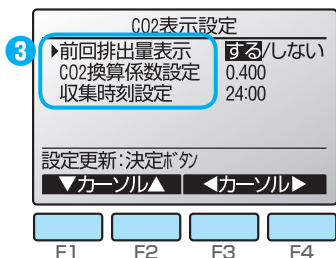 CO2表示設定
3
▶前回排出量表示 する/しない
CO2換算係数設定 0.400
収集時刻設定 24:00
設定更新:決定ボタン
▼カーソル▲ ◀カーソル▶
F1 F2 F3 F4